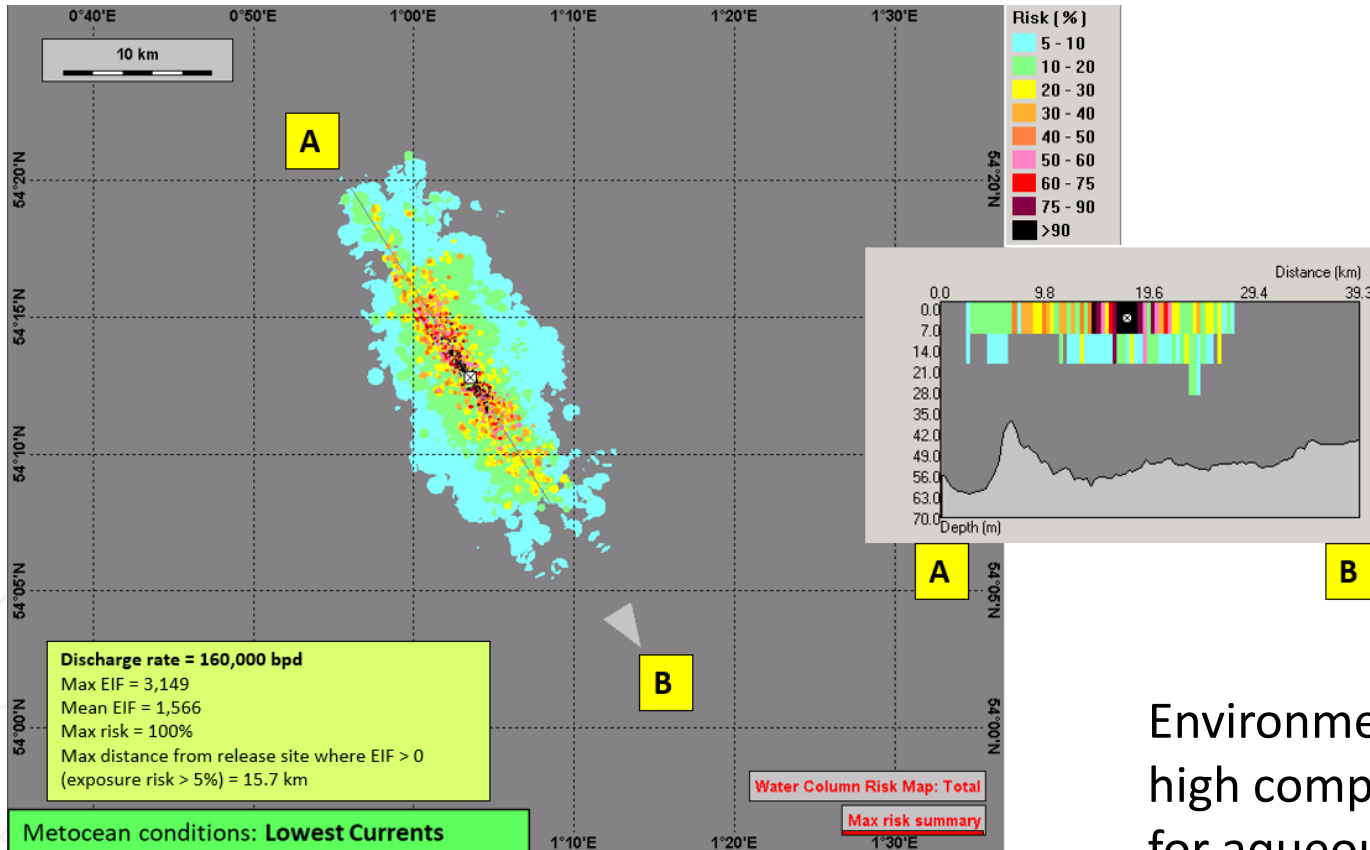 0°40'E 0°50'E 1°00'E 1°10'E 1°20'E 1°30'E
10 km
A
54°20'N
54°20'N
54°15'N
54°10'N
54°05'N
54°05'N
54°00'N
54°00'N
Risk (%)
5 - 10
10 - 20
20 - 30
30 - 40
40 - 50
50 - 60
60 - 75
75 - 90
>90
Distance (km)
0.0 9.8 19.6 29.4 39.3
0.0
7.0
14.0
21.0
28.0
35.0
42.0
49.0
56.0
63.0
70.0
Depth (m)
A
B
B
Discharge rate = 160,000 bpd
Max EIF = 3,149
Mean EIF = 1,566
Max risk = 100%
Max distance from release site where EIF > 0
(exposure risk > 5%) = 15.7 km
Water Column Risk Map: Total
Max risk summary
Metocean conditions: Lowest Currents
1°10'E 1°20'E 1°30'E
Environme
high comp
for aqueou